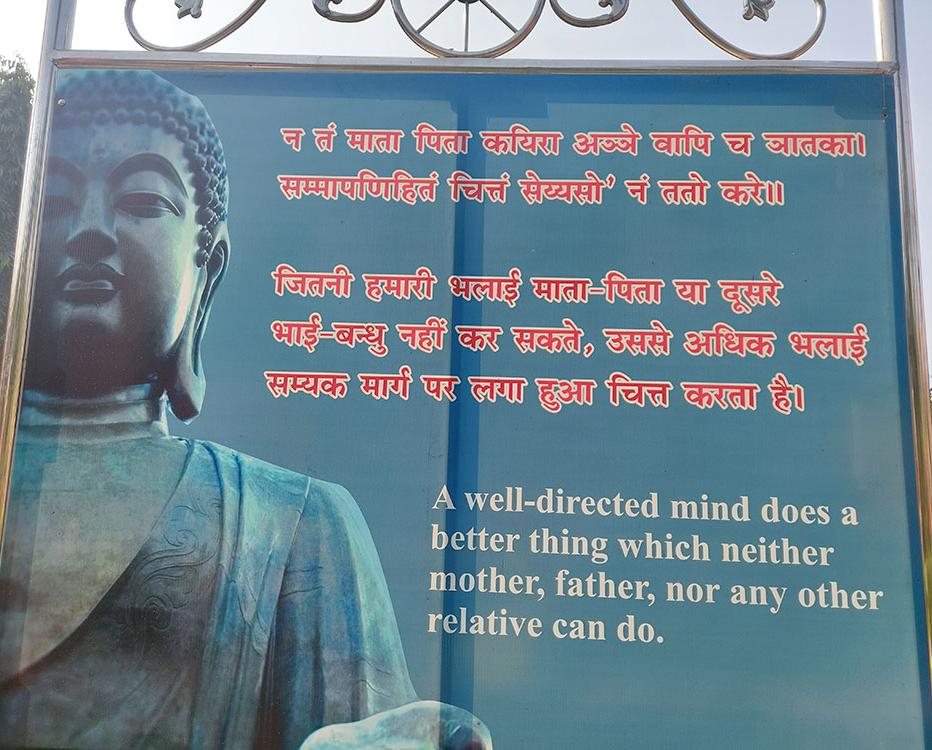 न तं माता पिता कयिरा अञ्ञे वापि च ञातका।
सम्मापणिहितं चित्तं सेय्यसो' नं ततो करे॥
जितनी हमारी भलाई माता-पिता या दूसरे
भाई-बन्धु नहीं कर सकते, उससे अधिक भलाई
सम्यक मार्ग पर लगा हुआ चित्त करता है।
A well-directed mind does a
better thing which neither
mother, father, nor any other
relative can do.